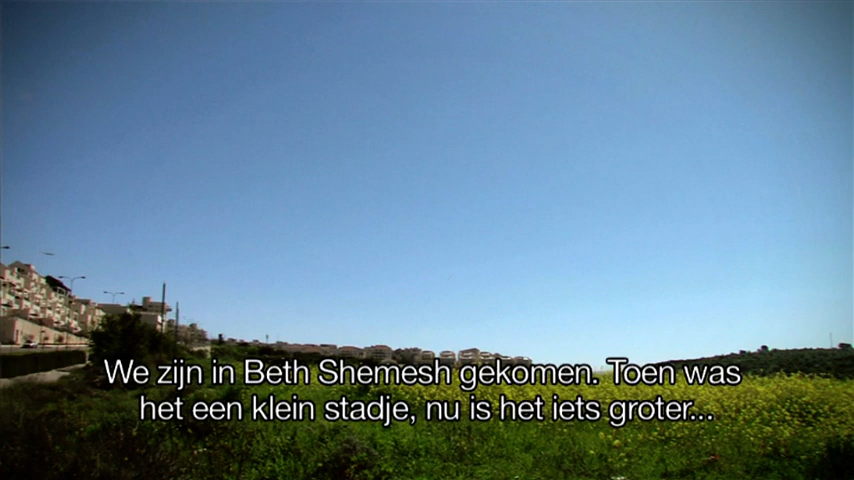 We zijn in Beth Shemesh gekomen. Toen was
het een klein stadje, nu is het iets groter...